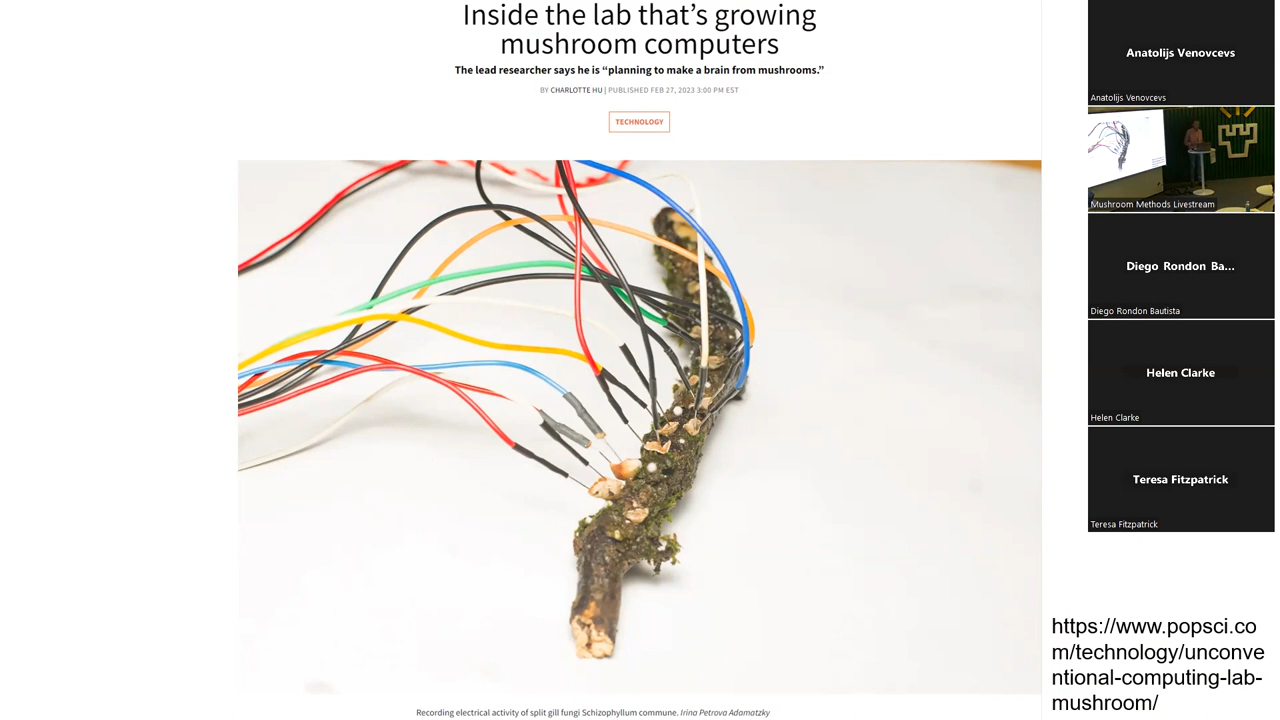 Inside the lab that’s growing
mushroom computers
The lead researcher says he is “planning to make a brain from mushrooms.”
BY CHARLOTTE HU | PUBLISHED FEB 27, 2023 3:00 PM EST
TECHNOLOGY
Recording electrical activity of split gill fungi Schizophyllum commune. Irina Petrova Adamatzky
Anatolijs Venovcevs
Anatolijs Venovcevs
Mushroom Methods Livestream
Diego Rondon Ba...
Diego Rondon Bautista
Helen Clarke
Helen Clarke
Teresa Fitzpatrick
Teresa Fitzpatrick
https://www.popsci.co
m/technology/unconve
ntional-computing-lab-
mushroom/